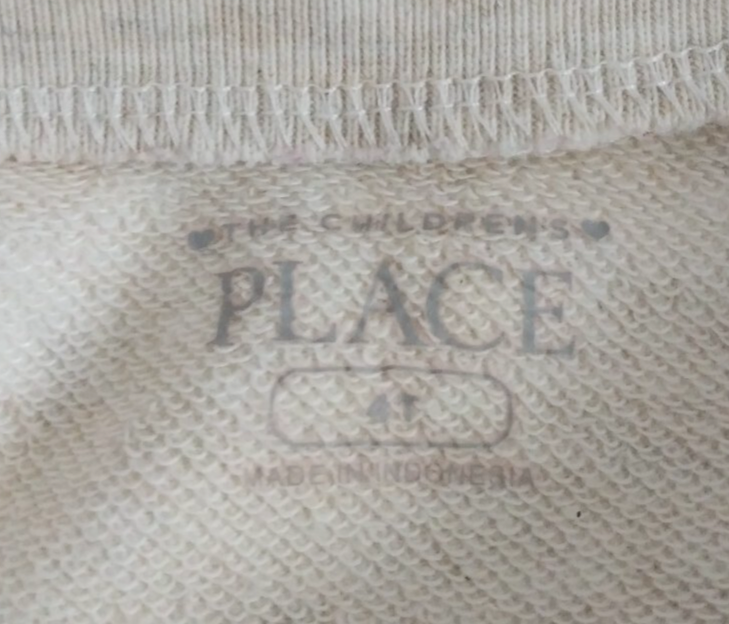 THE CHILDREN'S
PLACE
4T
MADE IN INDONESIA